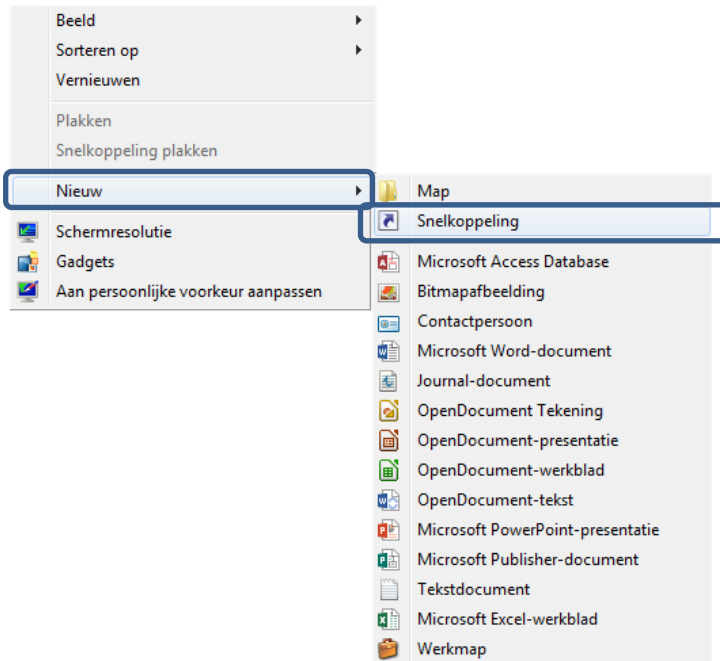 Beeld
Sorteren op
Vernieuwen
Plakken
Snelkoppeling plakken
Nieuw
Schermresolutie
Gadgets
Aan persoonlijke voorkeur aanpassen
Map
Snelkoppeling
Microsoft Access Database
Bitmapafbeelding
Contactpersoon
Microsoft Word-document
Journal-document
OpenDocument Tekening
OpenDocument-presentatie
OpenDocument-werkblad
OpenDocument-tekst
Microsoft PowerPoint-presentatie
Microsoft Publisher-document
Tekstdocument
Microsoft Excel-werkblad
Werkmap